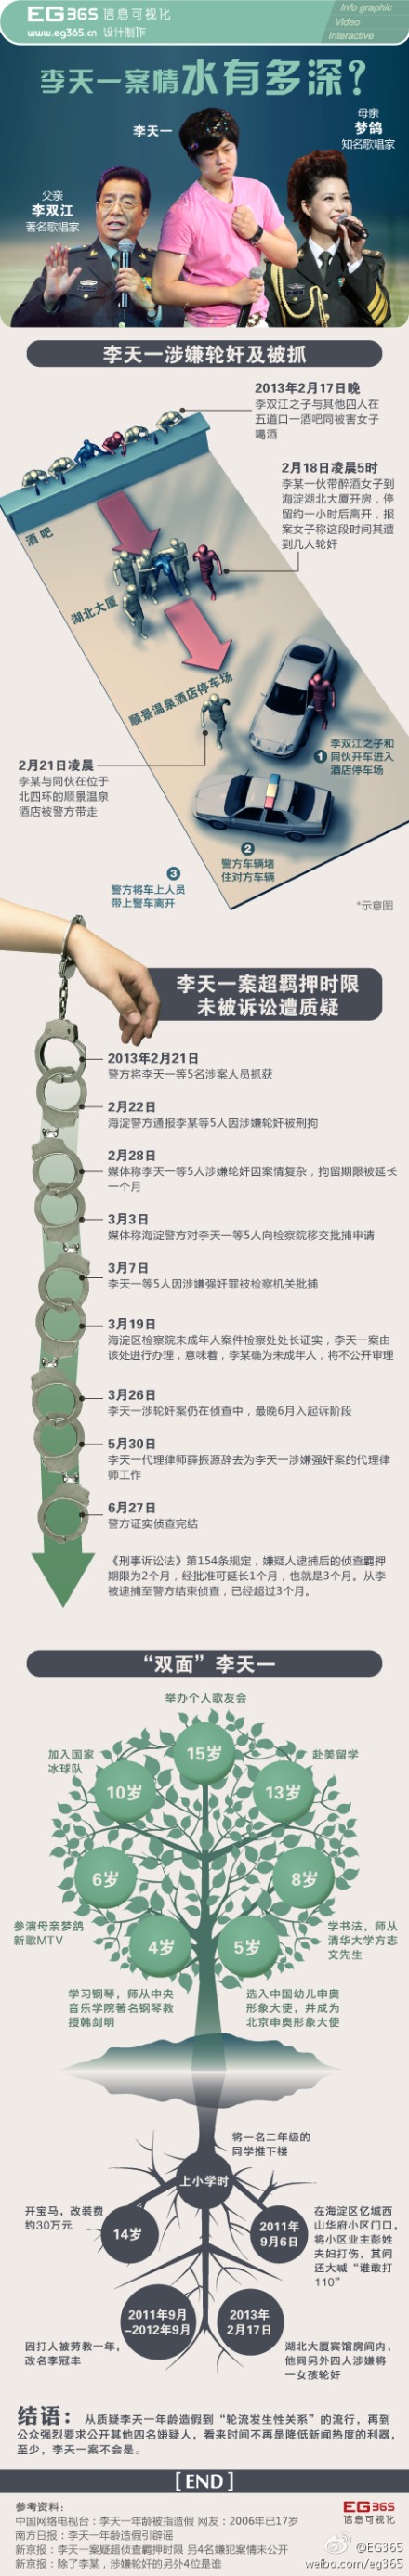 EG365 信息可视化
www.eg365.cn 设计制作
Info graphic
Video
Interactive
李天一案情水有多深？
李天一
母亲
梦鸽
知名歌唱家
父亲
李双江
著名歌唱家
李天一涉嫌轮奸及被抓
2013年2月17日晚
李双江之子与其他四人在
五道口一酒吧同被害女子
喝酒
2月18日凌晨5时
李某一伙带醉酒女子到
海淀湖北大厦开房，停
留约一小时后离开，报
案女子称这段时间其遭
到几人轮奸
酒吧
湖北大厦
顺景温泉酒店停车场
2月21日凌晨
李某与同伙在位于
北四环的顺景温泉
酒店被警方带走
1 李双江之子和
同伙开车进入
酒店停车场
2
警方车辆堵
住对方车辆
3
警方将车上人员
带上警车离开
*示意图
李天一案超羁押时限
未被诉讼遭质疑
2013年2月21日
警方将李天一等5名涉案人员抓获
2月22日
海淀警方通报李某等5人因涉嫌轮奸被刑拘
2月28日
媒体称李天一等5人涉嫌轮奸因案情复杂，拘留期限被延长
一个月
3月3日
媒体称海淀警方对李天一等5人向检察院移交批捕申请
3月7日
李天一等5人因涉嫌强奸罪被检察机关批捕
3月19日
海淀区检察院未成年人案件检察处处长证实，李天一案由
该处进行办理，意味着，李某确为未成年人，将不公开审理
3月26日
李天一涉轮奸案仍在侦查中，最晚6月入起诉阶段
5月30日
李天一代理律师薛振源辞去为李天一涉嫌强奸案的代理律
师工作
6月27日
警方证实侦查完结
《刑事诉讼法》第154条规定，嫌疑人逮捕后的侦查羁押
期限为2个月，经批准可延长1个月，也就是3个月。从李
被逮捕至警方结束侦查，已经超过3个月。
“双面”李天一
举办个人歌友会
15岁
加入国家
冰球队
10岁
赴美留学
13岁
6岁
参演母亲梦鸽
新歌MTV
8岁
学书法，师从
清华大学方志
文先生
4岁
学习钢琴，师从中央
音乐学院著名钢琴教
授韩剑明
5岁
选入中国幼儿申奥
形象大使，并成为
北京申奥形象大使
将一名二年级的
同学推下楼
上小学时
开宝马，改装费
约30万元
14岁
2011年
9月6日
在海淀区亿城西
山华府小区门口，
将小区业主彭姓
夫妇打伤，其间
还大喊“谁敢打
110”
2011年9月
-2012年9月
因打人被劳教一年，
改名李冠丰
2013年
2月17日
湖北大厦宾馆房间内，
他同另外四人涉嫌将
一女孩轮奸
结语：从质疑李天一年龄造假到“轮流发生性关系”的流行，再到
公众强烈要求公开其他四名嫌疑人，看来时间不再是降低新闻热度的利器，
至少，李天一案不会是。
[ END ]
参考资料：
中国网络电视台：李天一年龄被指造假 网友：2006年已17岁
南方日报：李天一年龄造假引辟谣
新京报：李天一案疑超侦查羁押时限 另4名嫌犯案情未公开
新京报：除了李某，涉嫌轮奸的另外4位是谁
EG365
信息可视化
@EG365
weibo.com/eg365